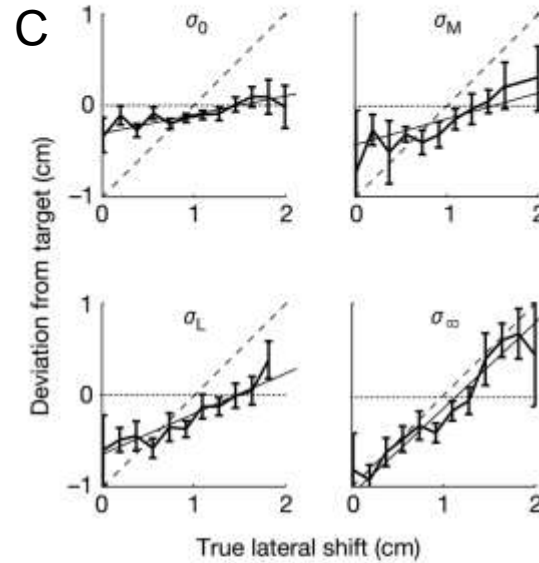 C
σ0
σM
1
0
−1
0
1
2
0
1
2
σL
σ∞
1
0
−1
0
1
2
0
1
2
Deviation from target (cm)
True lateral shift (cm)